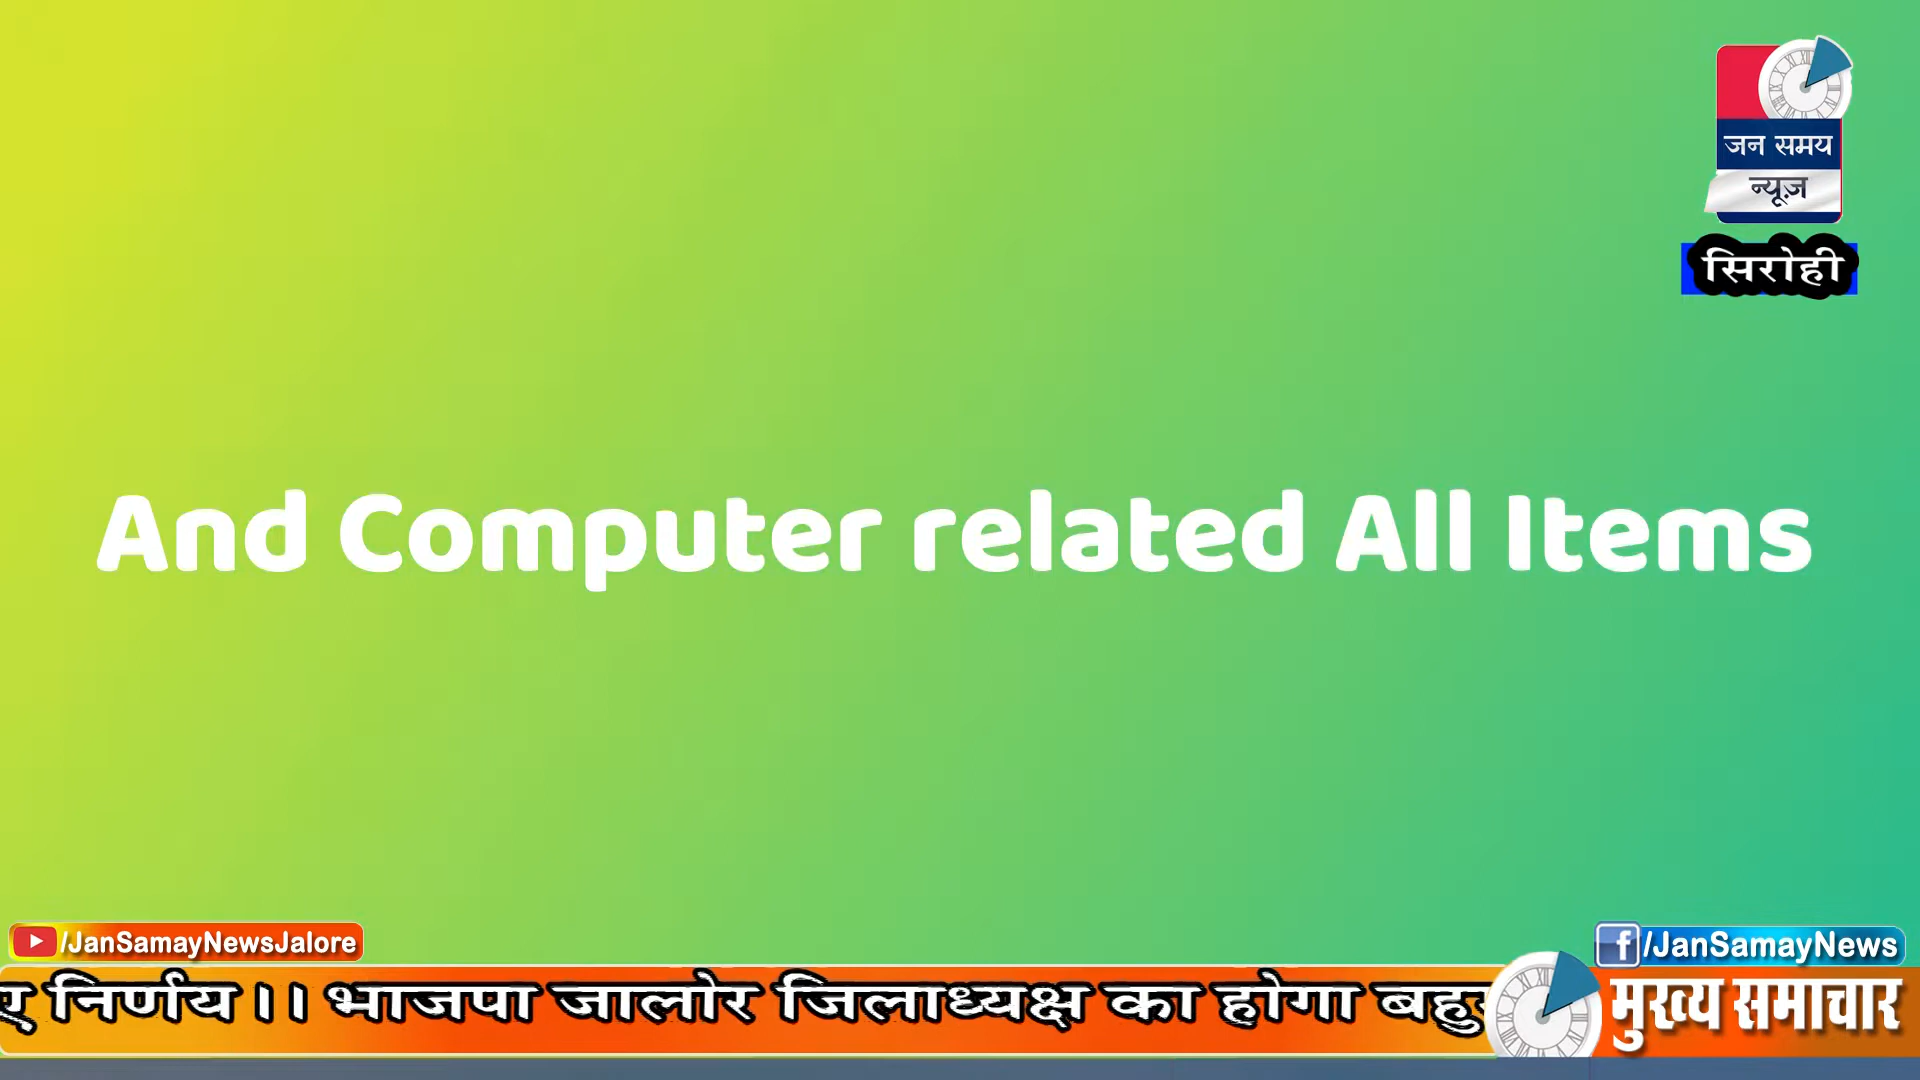 जन समय
न्यूज़
सिरोही
And Computer related All Items
/JanSamayNewsJalore
/JanSamayNews
निर्णय।। भाजपा जालोर जिलाध्यक्ष का होगा
मुख्य समाचार